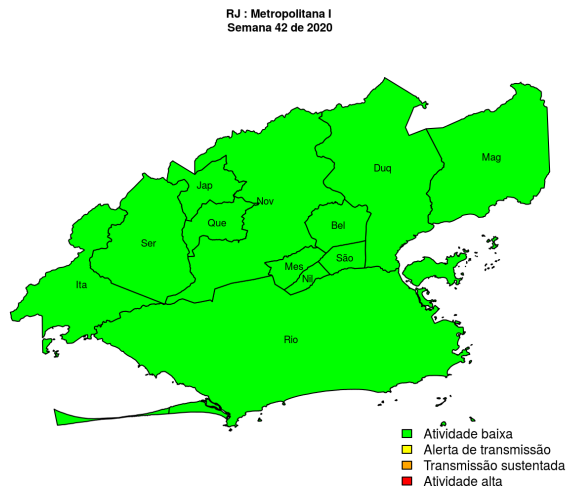 RJ : Metropolitana I
Semana 42 de 2020
Mag
Duq
Jap
Nov
Que
Bel
Ser
São
Mes
Nil
Ita
Rio
Atividade baixa
Alerta de transmissão
Transmissão sustentada
Atividade alta